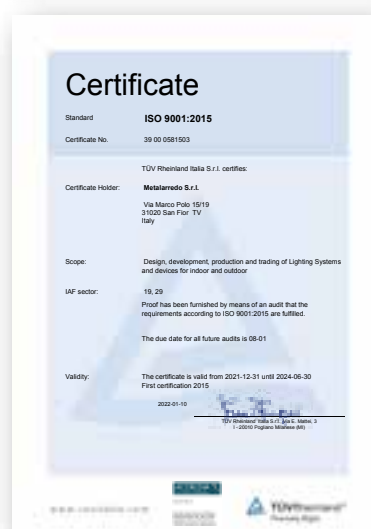 Certificate
Standard ISO 9001:2015
Certificate No. 39 00 0581503
TÜV Rheinland Italia S.r.l. certifies:
Certificate Holder: Metalarredo S.r.l.
Via Marco Polo 15/19
31020 San Fior TV
Italy
Scope: Design, development, production and trading of Lighting Systems
and devices for indoor and outdoor
IAF sector: 19, 29
Proof has been furnished by means of an audit that the
requirements according to ISO 9001:2015 are fulfilled.
The due date for all future audits is 08-01
Validity: The certificate is valid from 2021-12-31 until 2024-06-30
First certification 2015
2022-01-10
TÜV Rheinland Italia S.r.l., Via E. Mattei, 3
I - 20010 Pogliano Milanese (MI)
TÜVRheinland